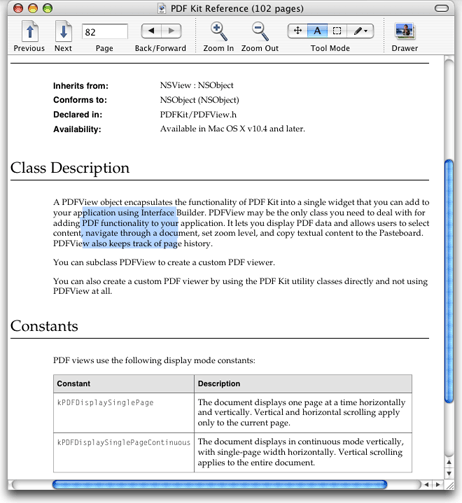 PDF Kit Reference (102 pages)
82
Previous Next Page Back/Forward Zoom In Zoom Out Tool Mode Drawer
A
Inherits from: NSView : NSObject
Conforms to: NSObject (NSObject)
Declared in: PDFKit/PDFView.h
Availability: Available in Mac OS X v10.4 and later.
Class Description
A PDFView object encapsulates the functionality of PDF Kit into a single widget that you can add to
your application using Interface Builder. PDFView may be the only class you need to deal with for
adding PDF functionality to your application. It lets you display PDF data and allows users to select
content, navigate through a document, set zoom level, and copy textual content to the Pasteboard.
PDFView also keeps track of page history.
You can subclass PDFView to create a custom PDF viewer.
You can also create a custom PDF viewer by using the PDF Kit utility classes directly and not using
PDFView at all.
Constants
PDF views use the following display mode constants:
Constant Description
kPDFDisplaySinglePage The document displays one page at a time horizontally
and vertically. Vertical and horizontal scrolling apply
only to the current page.
kPDFDisplaySinglePageContinuous The document displays in continuous mode vertically,
with single-page width horizontally. Vertical scrolling
applies to the entire document.